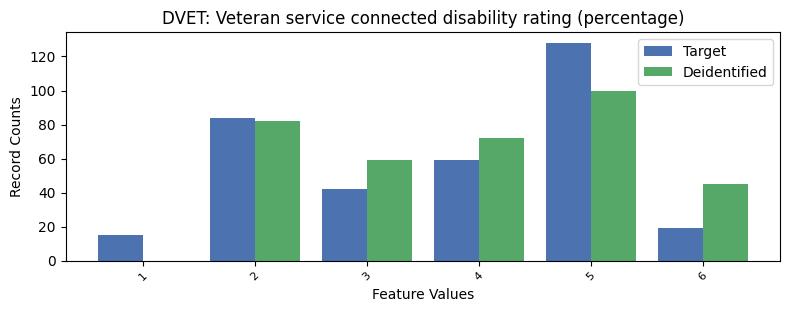 DVET: Veteran service connected disability rating (percentage)
Target
Deidentified
Record Counts
120
100
80
60
40
20
0
1 2 3 4 5 6
Feature Values